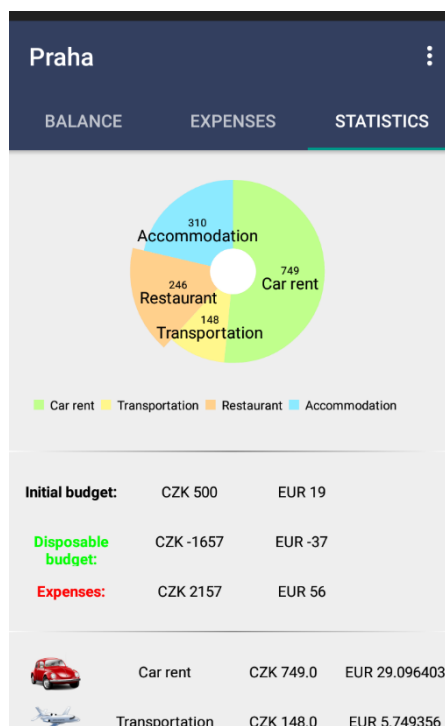 Praha
BALANCE EXPENSES STATISTICS
310
Accommodation
749
Car rent
246
Restaurant
148
Transportation
Car rent Transportation Restaurant Accommodation
Initial budget: CZK 500 EUR 19
Disposable budget: CZK -1657 EUR -37
Expenses: CZK 2157 EUR 56
Car rent CZK 749.0 EUR 29.096403
Transportation CZK 148.0 EUR 5.749356